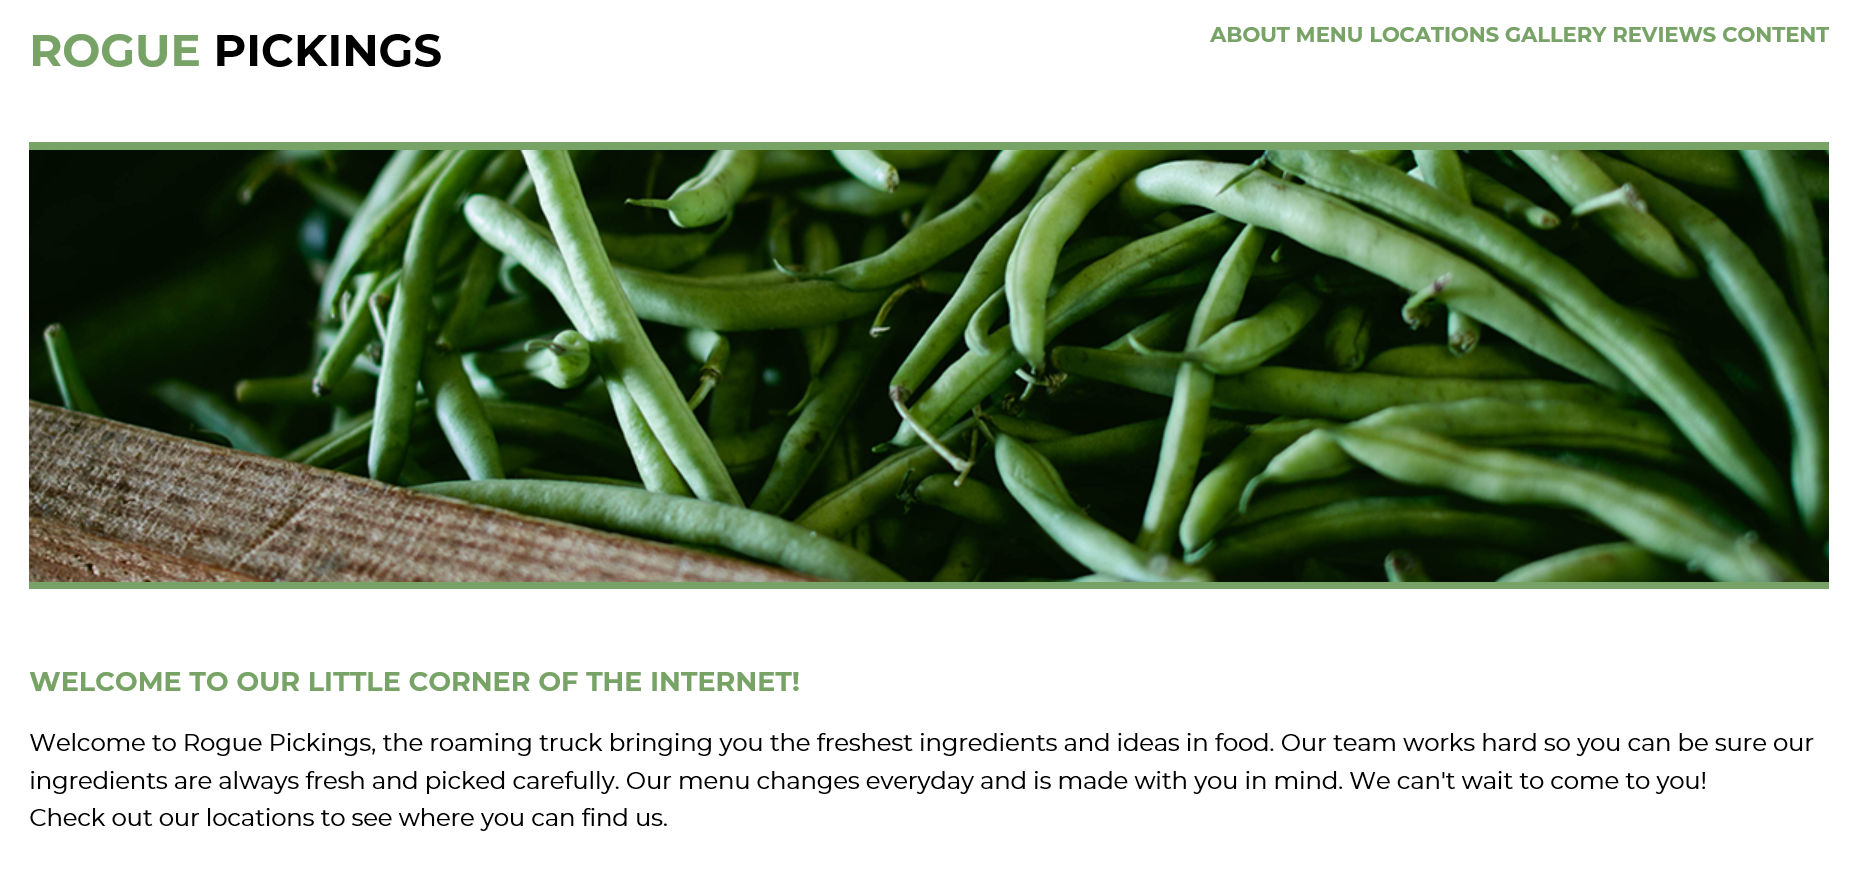 ROGUE PICKINGS
ABOUT MENU LOCATIONS GALLERY REVIEWS CONTENT
WELCOME TO OUR LITTLE CORNER OF THE INTERNET!
Welcome to Rogue Pickings, the roaming truck bringing you the freshest ingredients and ideas in food. Our team works hard so you can be sure our
ingredients are always fresh and picked carefully. Our menu changes everyday and is made with you in mind. We can't wait to come to you!
Check out our locations to see where you can find us.